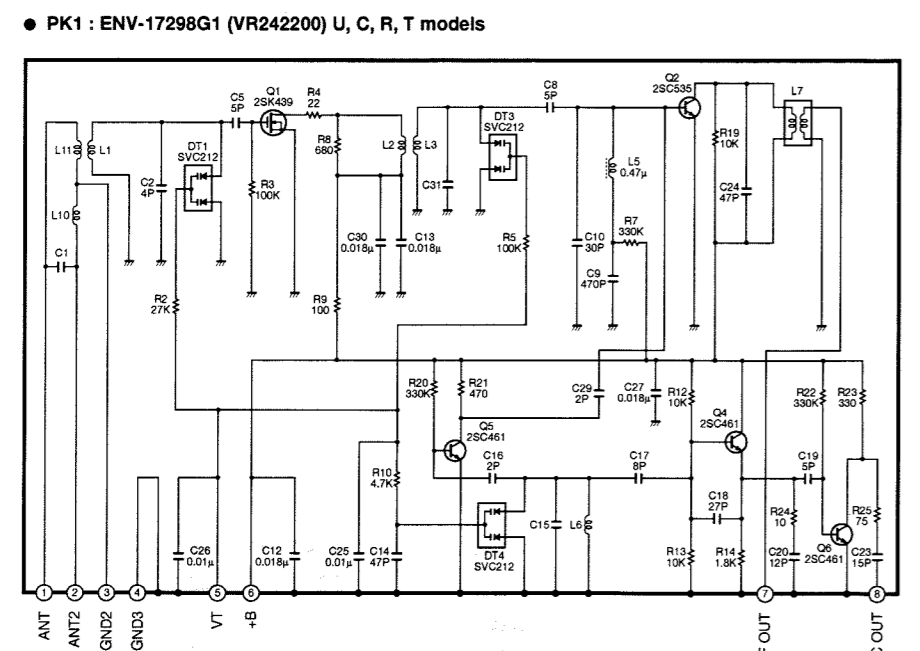 ● PK1 : ENV-17298G1 (VR242200) U, C, R, T models
Q1
2SK439
R4
22
C5
5P
C8
5P
Q2
2SC535
L7
L11
L1
DT1
SVC212
R8
680
L2
L3
DT3
SVC212
R19
10K
C2
4P
R3
100K
C31
L5
0.47µ
C24
47P
L10
C1
C30
0.018µ
C13
0.018µ
R5
100K
C10
30P
R7
330K
C9
470P
R2
27K
R9
100
R20
330K
R21
470
C29
2P
C27
0.018µ
R12
10K
Q4
2SC461
R22
330K
R23
330
Q5
2SC461
C16
2P
C17
8P
C19
5P
R10
4.7K
C18
27P
R24
10
R25
75
C26
0.01µ
C12
0.018µ
C25
0.01µ
C14
47P
DT4
SVC212
C15
L6
R13
10K
R14
1.8K
C20
12P
Q6
2SC461
C23
15P
1
2
3
4
5
6
7
8
ANT
ANT2
GND2
GND3
VT
+B
OUT
OUT